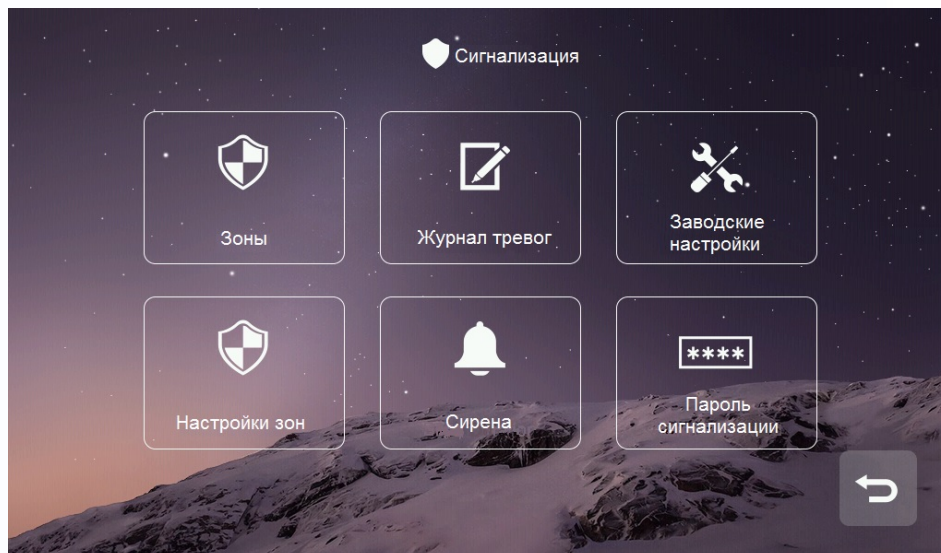 Сигнализация
Зоны
Журнал тревог
Заводские
настройки
Настройки зон
Сирена
****
Пароль
сигнализации